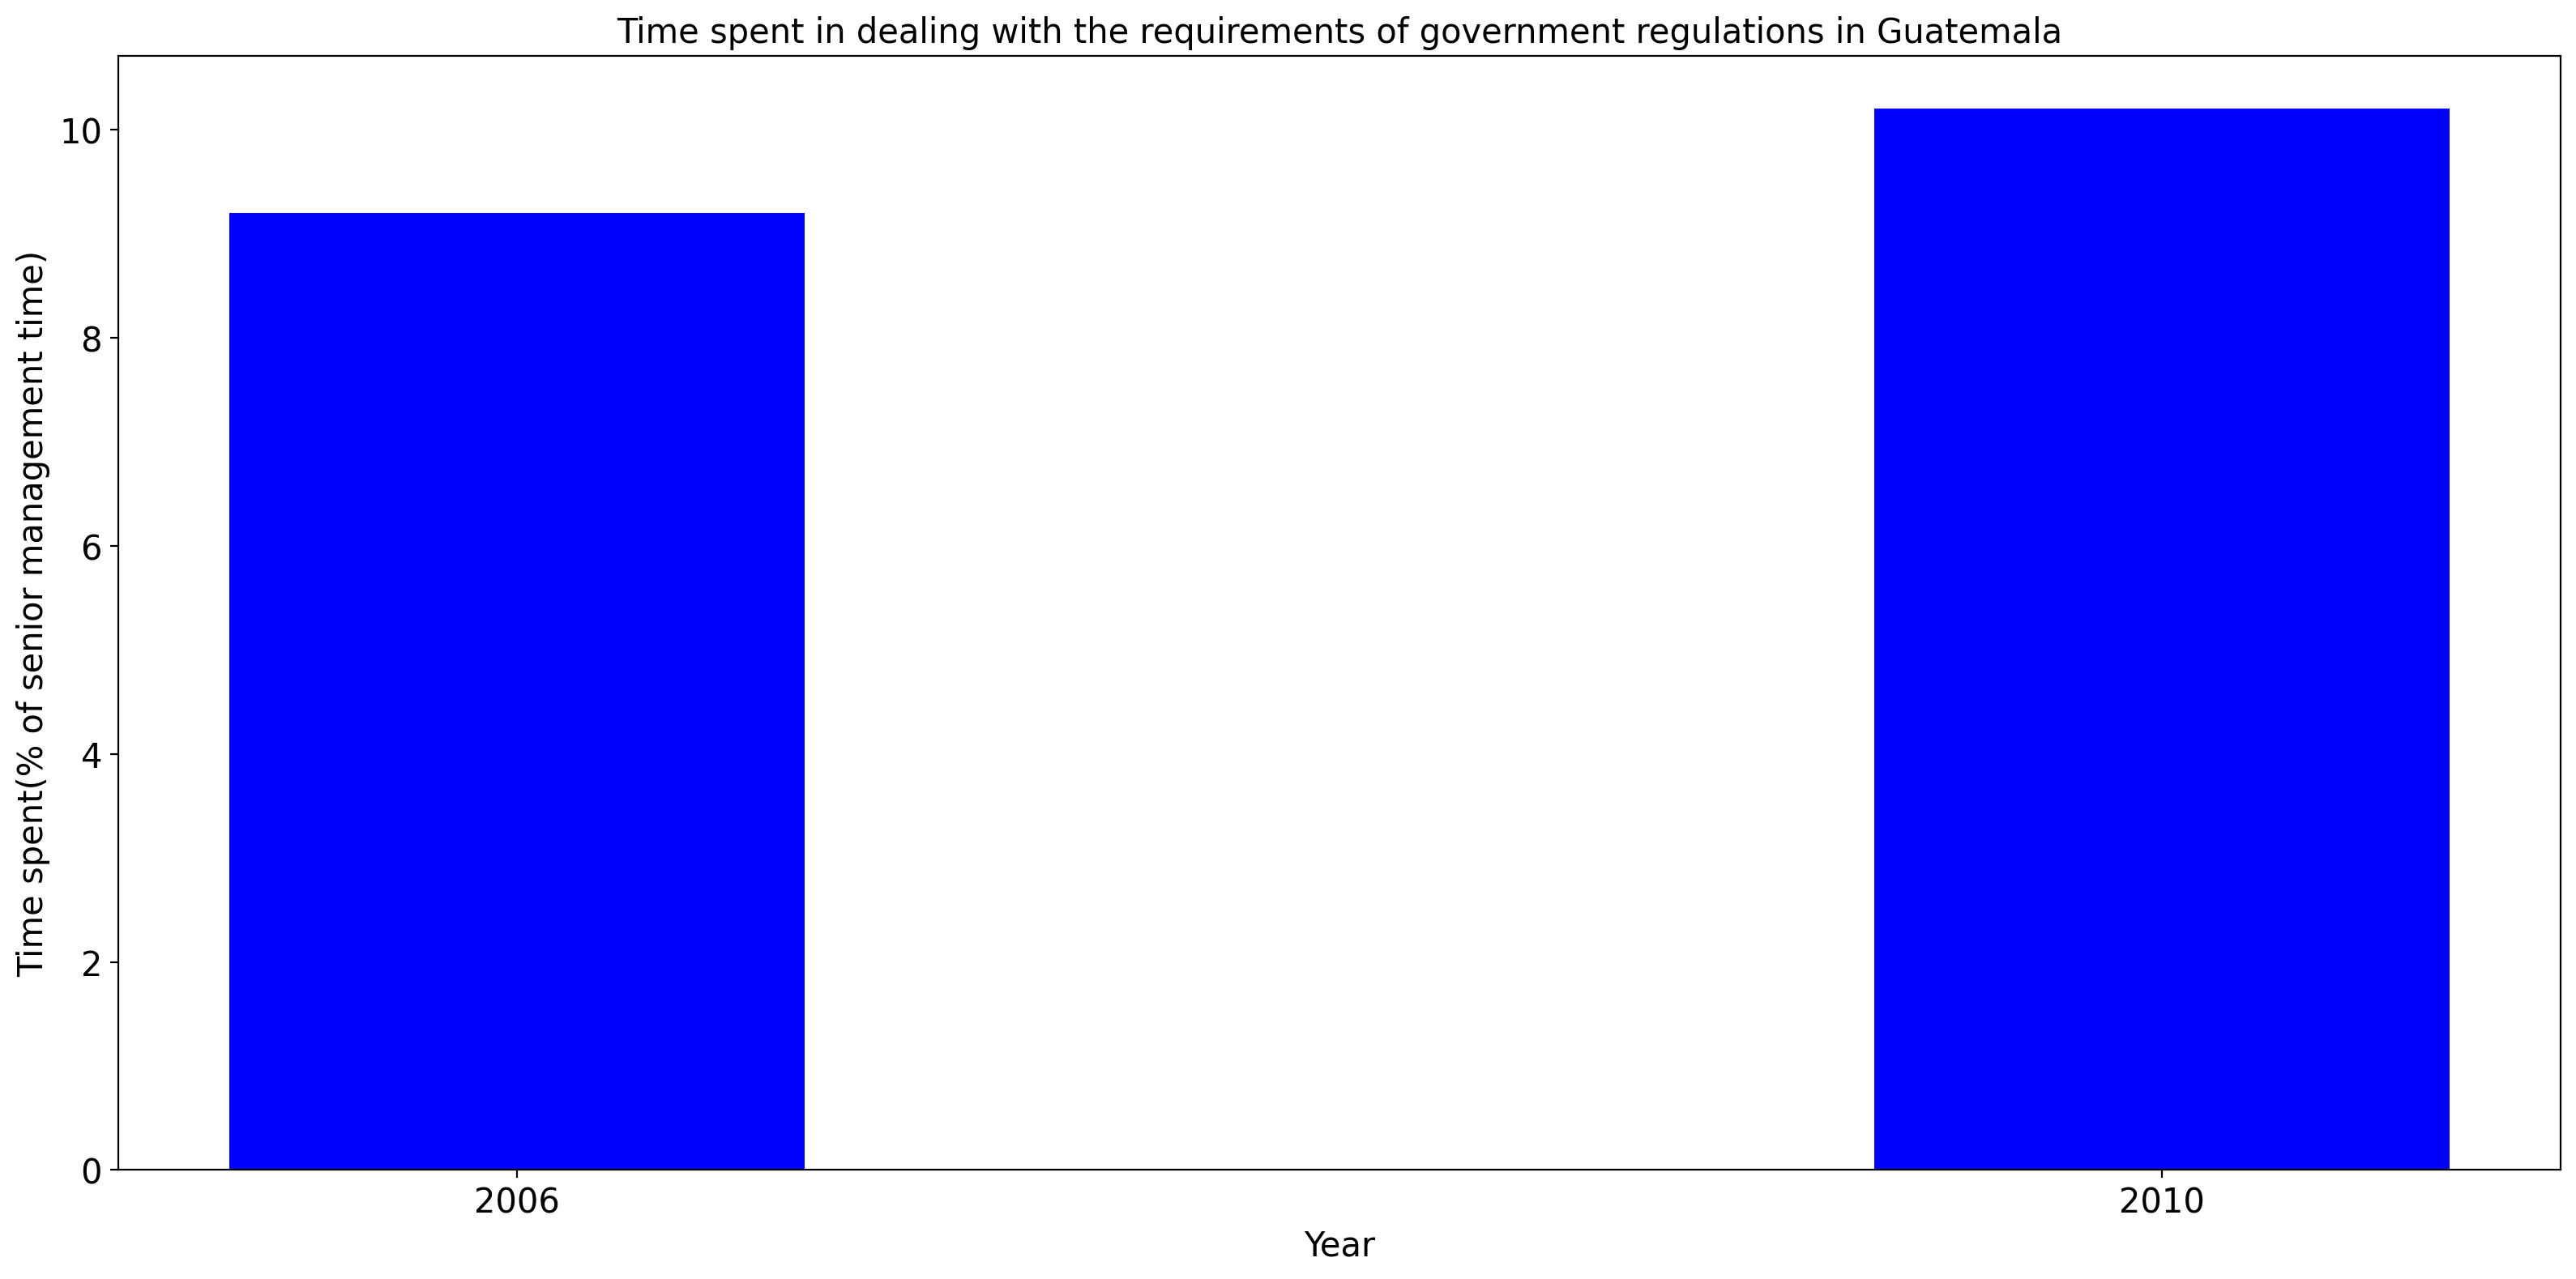 Time spent in dealing with the requirements of government regulations in Guatemala
Time spent(% of senior management time)
10
8
6
4
2
0
2006
2010
Year